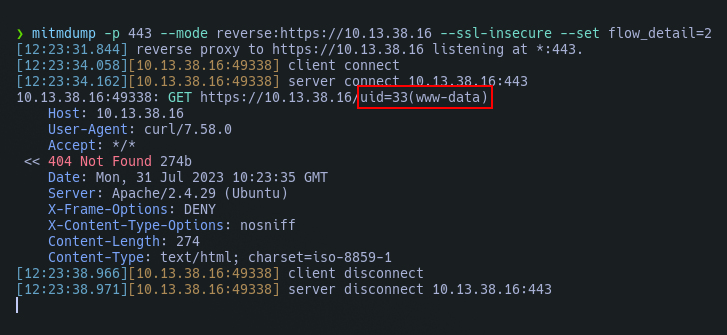 ❯ mitmdump -p 443 --mode reverse:https://10.13.38.16 --ssl-insecure --set flow_detail=2
[12:23:31.844] reverse proxy to https://10.13.38.16 listening at *:443.
[12:23:34.058][10.13.38.16:49338] client connect
[12:23:34.162][10.13.38.16:49338] server connect 10.13.38.16:443
10.13.38.16:49338: GET https://10.13.38.16/uid=33(www-data)
    Host: 10.13.38.16
    User-Agent: curl/7.58.0
    Accept: */*
 << 404 Not Found 274b
    Date: Mon, 31 Jul 2023 10:23:35 GMT
    Server: Apache/2.4.29 (Ubuntu)
    X-Frame-Options: DENY
    X-Content-Type-Options: nosniff
    Content-Length: 274
    Content-Type: text/html; charset=iso-8859-1
[12:23:38.966][10.13.38.16:49338] client disconnect
[12:23:38.971][10.13.38.16:49338] server disconnect 10.13.38.16:443